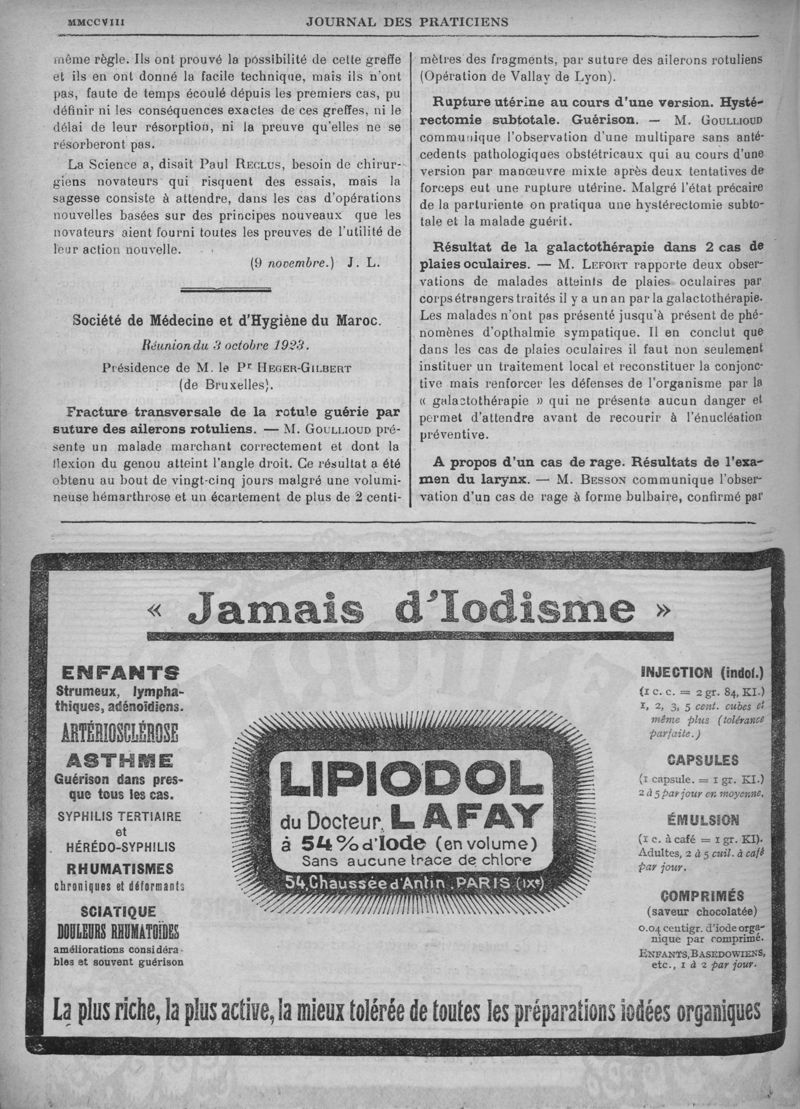 MMCCVIII
JOURNAL DES PRATICIENS
même règle. Ils ont prouvé la possibilité de cette greffe
et ils en ont donné la facile technique, mais ils n'ont
pas, faute de temps écoulé depuis les premiers cas, pu
définir ni les conséquences exactes de ces greffes, ni le
délai de leur résorption, ni la preuve qu'elles ne se
résorberont pas.
La Science a, disait Paul RECLUS, besoin de chirur-
giens novateurs qui risquent des essais, mais la
sagesse consiste à attendre, dans les cas d'opérations
nouvelles basées sur des principes nouveaux que les
novateurs aient fourni toutes les preuves de l'utilité de
leur action nouvelle.
(9 novembre.) J. L.
Société de Médecine et d'Hygiène du Maroc.
Réunion du 3 octobre 1923.
Présidence de M. le Pr HEGER-GILBERT
(de Bruxelles).
Fracture transversale de la rotule guérie par
suture des ailerons rotuliens. — M. GOULLIOUD pré-
sente un malade marchant correctement et dont la
flexion du genou atteint l'angle droit. Ce résultat a été
obtenu au bout de vingt-cinq jours malgré une volumi-
neuse hémarthrose et un écartement de plus de 2 centi-
mètres des fragments, par suture des ailerons rotuliens
(Opération de Vallay de Lyon).
Rupture utérine au cours d'une version. Hysté-
rectomie subtotale. Guérison. — M. GOULLIOUD
communique l'observation d'une multipare sans anté-
cedents pathologiques obstétricaux qui au cours d'une
version par manœuvre mixte après deux tentatives de
forceps eut une rupture utérine. Malgré l'état précaire
de la parturiente on pratiqua une hystérectomie subto-
tale et la malade guérit.
Résultat de la galactothérapie dans 2 cas de
plaies oculaires. — M. LEFORT rapporte deux obser-
vations de malades atteints de plaies oculaires par
corps étrangers traités il y a un an par la galactothérapie.
Les malades n'ont pas présenté jusqu'à présent de phé-
nomènes d'opthalmie sympatique. Il en conclut que
dans les cas de plaies oculaires il faut non seulement
instituer un traitement local et reconstituer la conjonc-
tive mais renforcer les défenses de l'organisme par la
« galactothérapie » qui ne présente aucun danger et
permet d'attendre avant de recourir à l'énucléation
préventive.
A propos d'un cas de rage. Résultats de l'exa-
men du larynx. — M. BESSON communique l'obser-
vation d'un cas de rage à forme bulbaire, confirmé par
« Jamais d'Iodisme »
ENFANTS
Strumeux, lympha-
thiques, adénoïdiens.
ARTÉRIOSCLÉROSE
ASTHME
Guérison dans pres-
que tous les cas.
SYPHILIS TERTIAIRE
et
HÉRÉDO-SYPHILIS
RHUMATISMES
chroniques et déformants
SCIATIQUE
DOULEURS RHUMATOÏDES
améliorations considéra-
bles et souvent guérison
LIPIODOL
du Docteur LAFAY
à 54% d'Iode (en volume)
Sans aucune trace de chlore
54, Chaussée d'Antin, PARIS (IXe)
INJECTION (indol.)
(1 c. c. = 2 gr. 84, KI.)
1, 2, 3, 5 cent. cubes et
même plus (tolérance
parfaite.)
CAPSULES
(1 capsule. = 1 gr. KI.)
2 à 5 par jour en moyenne.
ÉMULSION
(1 c. à café = 1 gr. KI).
Adultes, 2 à 5 cuil. à café
par jour.
COMPRIMÉS
(saveur chocolatée)
0.04 centigr. d'iode orga-
nique par comprimé.
ENFANTS, BASEDOWIENS,
etc., 1 à 2 par jour.
La plus riche, la plus active, la mieux tolérée de toutes les préparations iodées organiques